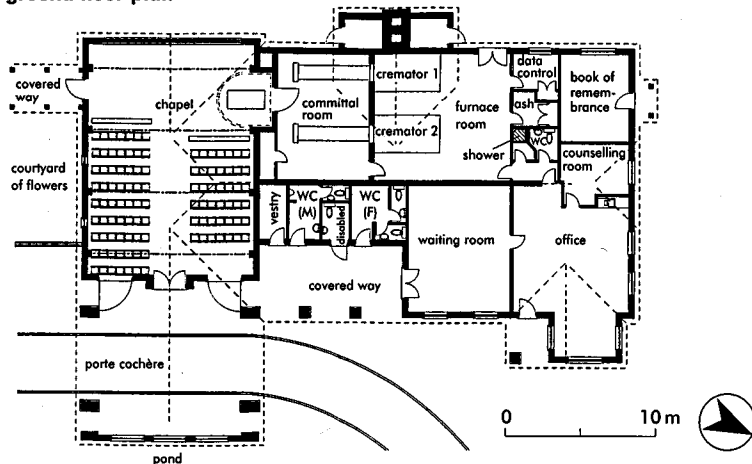 ground floor plan
covered
way
chapel
committal
room
cremator 1
cremator 2
furnace
room
data
control
ash
shower
WC
book of
remem-
brance
counselling
room
courtyard
of flowers
vestry
WC
(M)
disabled
WC
(F)
waiting room
office
covered way
porte cochère
pond
0
10 m